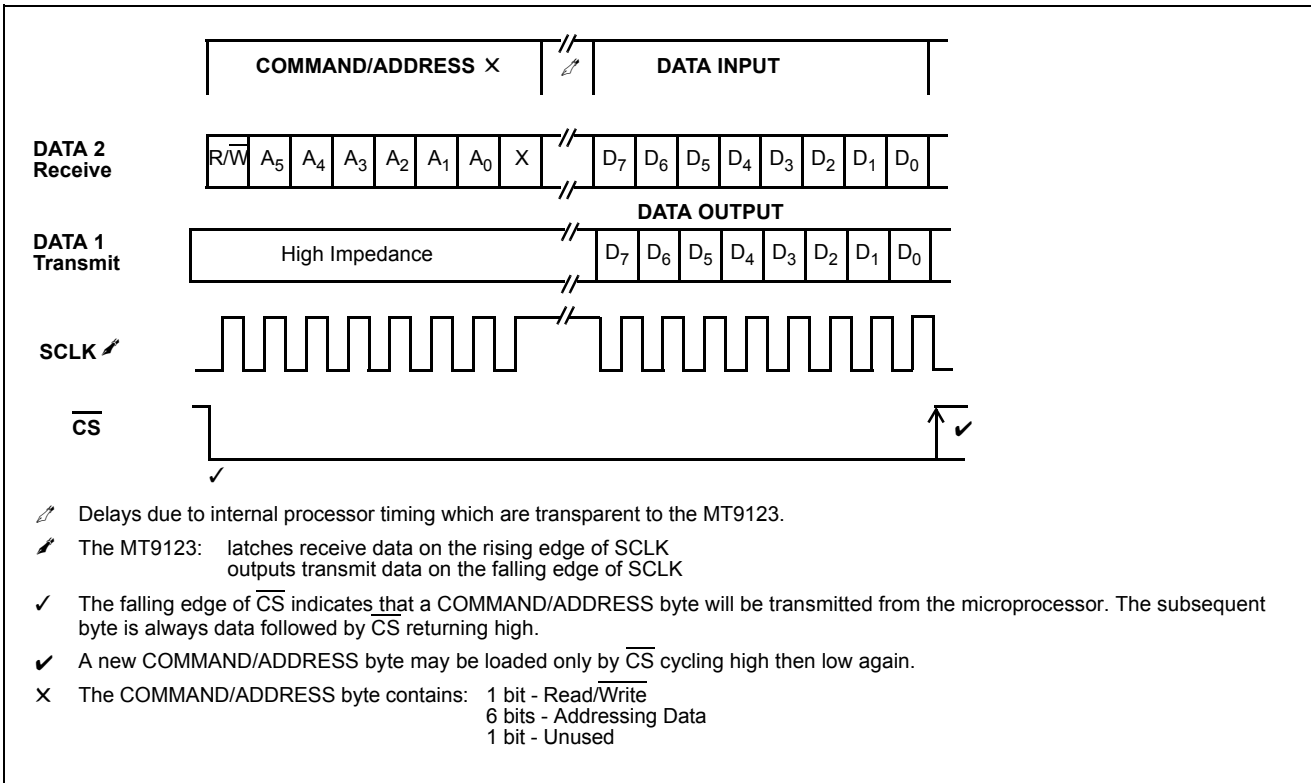 COMMAND/ADDRESS ✕ ✐ DATA INPUT
DATA 2
Receive
R/W̅ A₅ A₄ A₃ A₂ A₁ A₀ X D₇ D₆ D₅ D₄ D₃ D₂ D₁ D₀
DATA OUTPUT
DATA 1
Transmit
High Impedance D₇ D₆ D₅ D₄ D₃ D₂ D₁ D₀
SCLK ✒
C̅S̅
✔
✓
✐ Delays due to internal processor timing which are transparent to the MT9123.
✒ The MT9123: latches receive data on the rising edge of SCLK
outputs transmit data on the falling edge of SCLK
✓ The falling edge of C̅S̅ indicates that a COMMAND/ADDRESS byte will be transmitted from the microprocessor. The subsequent
byte is always data followed by C̅S̅ returning high.
✔ A new COMMAND/ADDRESS byte may be loaded only by C̅S̅ cycling high then low again.
✕ The COMMAND/ADDRESS byte contains: 1 bit - Read/W̅r̅i̅t̅e̅
6 bits - Addressing Data
1 bit - Unused